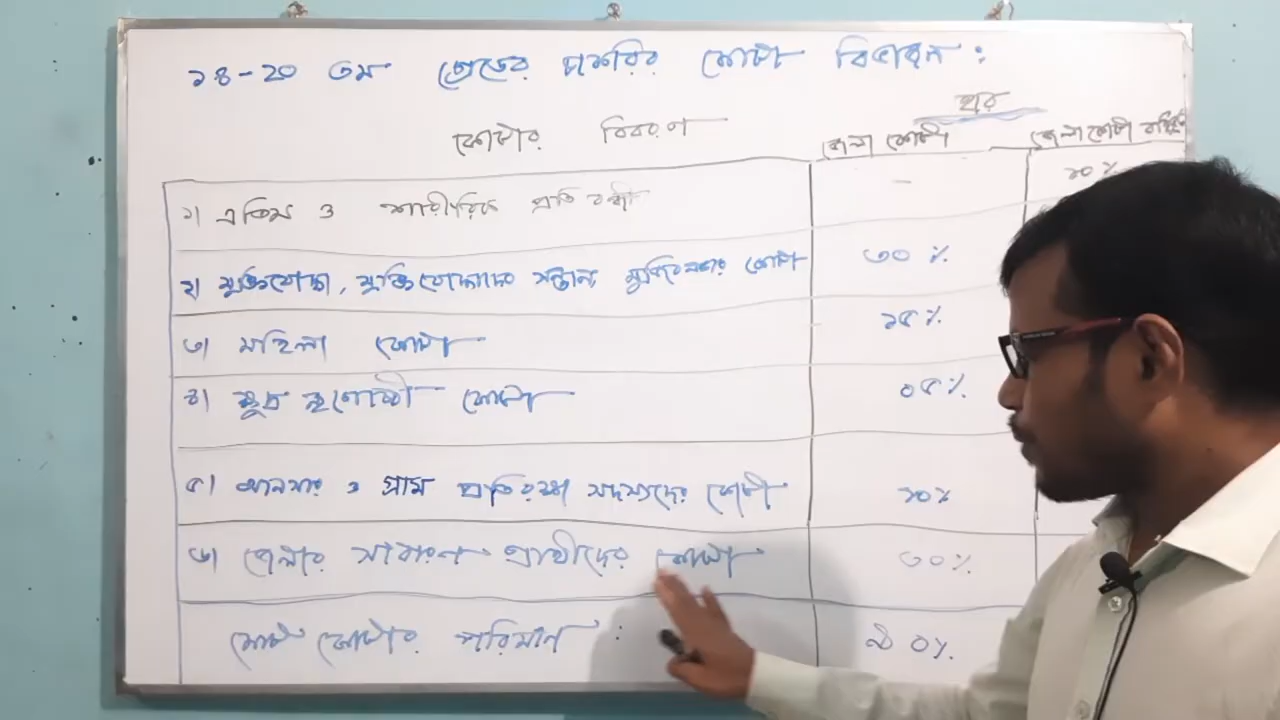 ১৪-২০ তম গ্রেডের চাকরির কোটা বিভাজন :
হার
কোটার বিবরণ
জেলা কোটা
জেলা কোটা
১) এতিম ও শারীরিক প্রতিবন্ধী
-
১০%
২) মুক্তিযোদ্ধা, মুক্তিযোদ্ধাদের সন্তান কোটা
৩০%
৩) মহিলা কোটা
১৫%
৪) ক্ষুদ্র নৃগোষ্ঠী কোটা
০৫%
৫) আনসার ও গ্রাম প্রতিরক্ষা সদস্যদের কোটা
১০%
৬) জেলার সাধারণ প্রার্থীদের কোটা
৩০%
মোট কোটার পরিমান :
৯০%